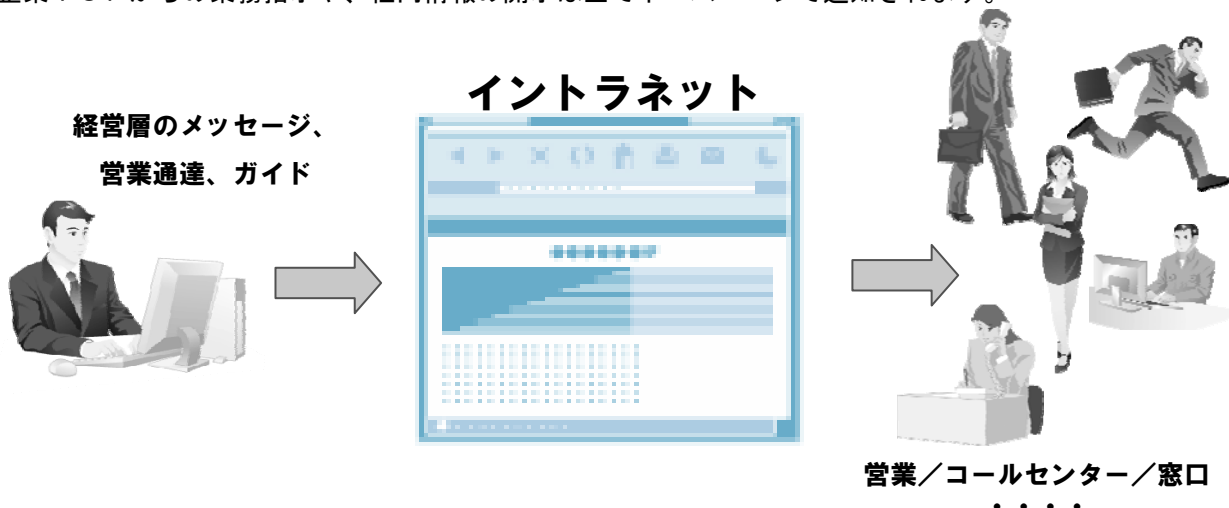 イントラネット
経営層のメッセージ、
営業通達、ガイド
営業／コールセンター／窓口
・・・・